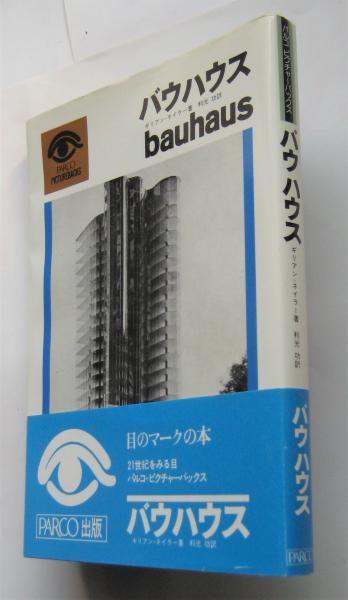 バウハウス
ギリアン・ネイラー著 利光 功訳
bauhaus
PARCO
PICTUREBACKS
目のマークの本
21世紀をみる目
パルコ・ピクチャーバックス
バウハウス
ギリアン・ネイラー著 利光 功訳
PARCO 出版
パルコ・ピクチャーバックス
バウハウス
ギリアン・ネイラー著 利光 功訳
バウハウス
PARCO